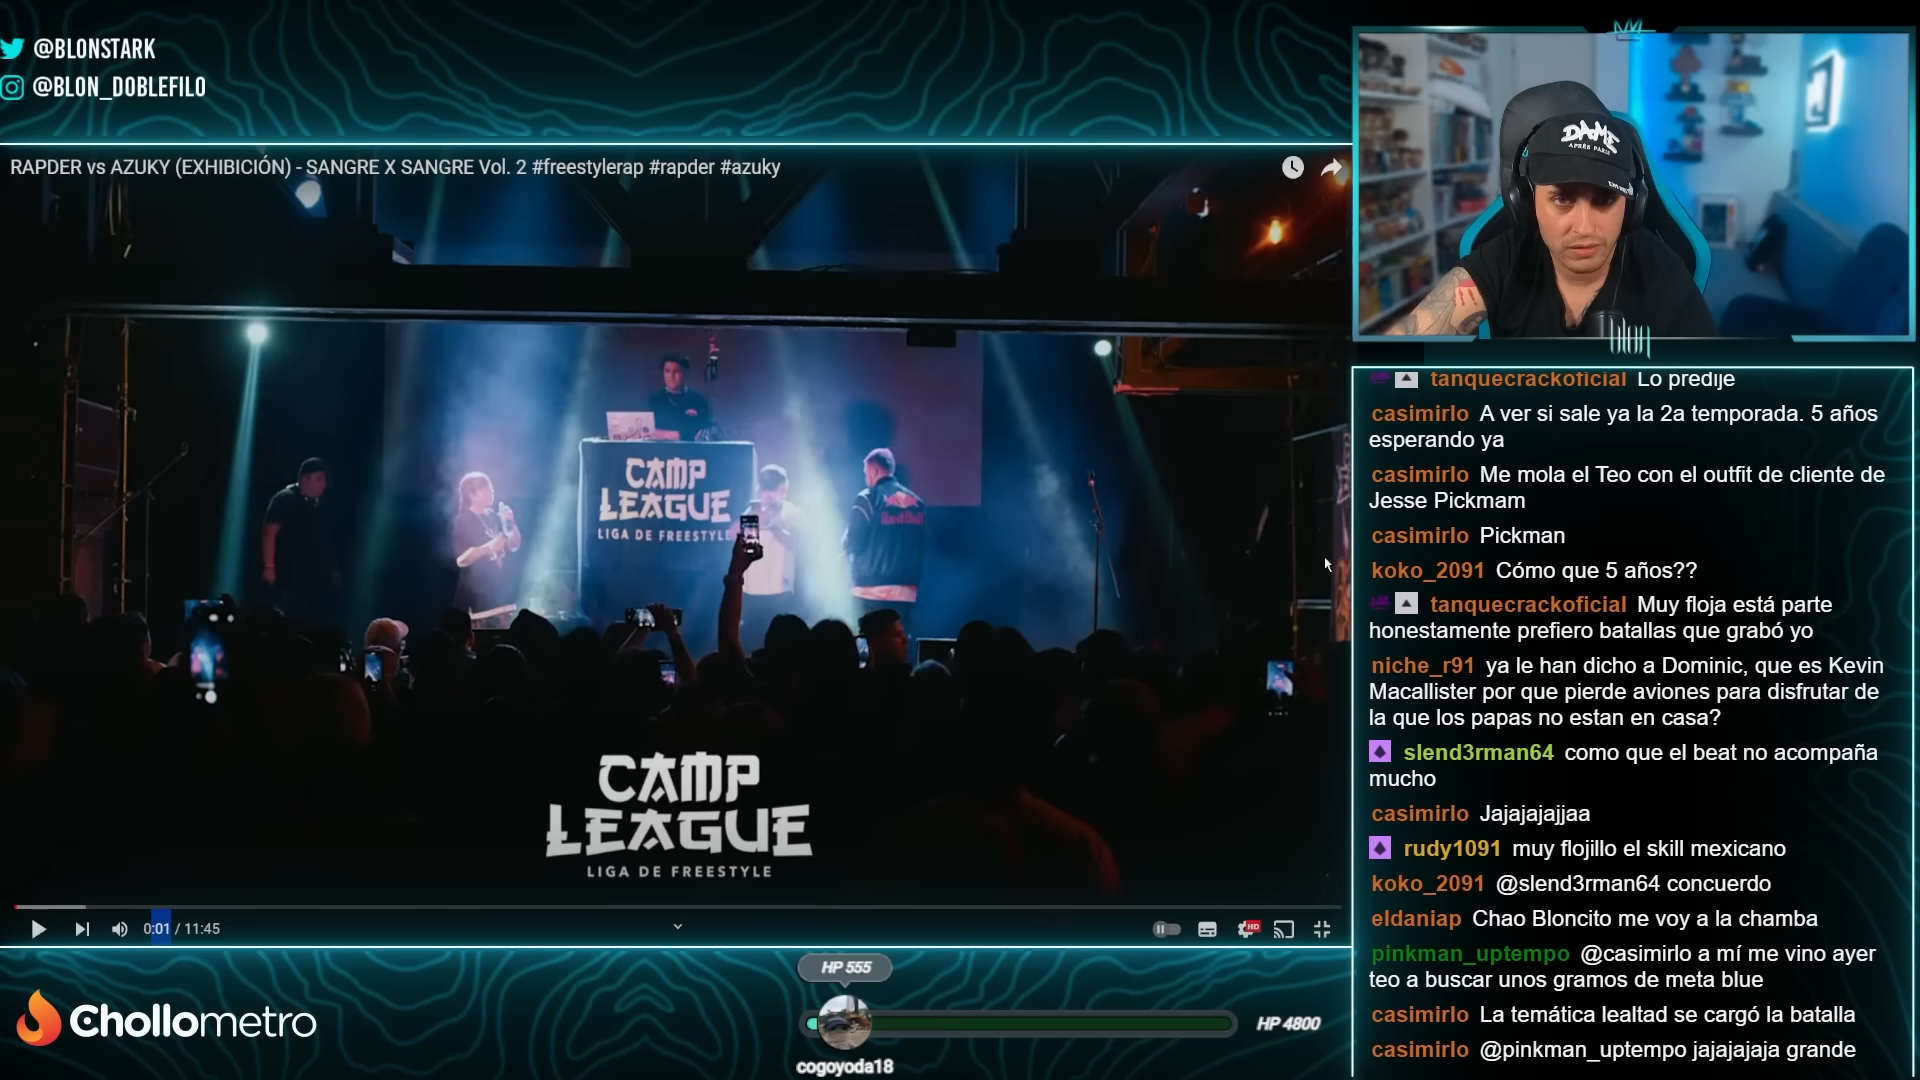 @BLONSTARK
@BLON_DOBLEFILO
RAPDER vs AZUKY (EXHIBICIÓN) - SANGRE X SANGRE Vol. 2 #freestylerap #rapder #azuky
CAMP
LEAGUE
LIGA DE FREESTYLE
Red Bull
CAMP
LEAGUE
LIGA DE FREESTYLE
0:01 / 11:45
HD
Chollometro
HP 555
HP 4800
cogoyoda18
DAME
APRÈS PARIS
blon
tanquecrackoficial Lo predije
casimirlo A ver si sale ya la 2a temporada. 5 años
esperando ya
casimirlo Me mola el Teo con el outfit de cliente de
Jesse Pickmam
casimirlo Pickman
koko_2091 Cómo que 5 años??
tanquecrackoficial Muy floja está parte
honestamente prefiero batallas que grabó yo
niche_r91 ya le han dicho a Dominic, que es Kevin
Macallister por que pierde aviones para disfrutar de
la que los papas no estan en casa?
slend3rman64 como que el beat no acompaña
mucho
casimirlo Jajajajajjaa
rudy1091 muy flojillo el skill mexicano
koko_2091 @slend3rman64 concuerdo
eldaniap Chao Bloncito me voy a la chamba
pinkman_uptempo @casimirlo a mí me vino ayer
teo a buscar unos gramos de meta blue
casimirlo La temática lealtad se cargó la batalla
casimirlo @pinkman_uptempo jajajajaja grande